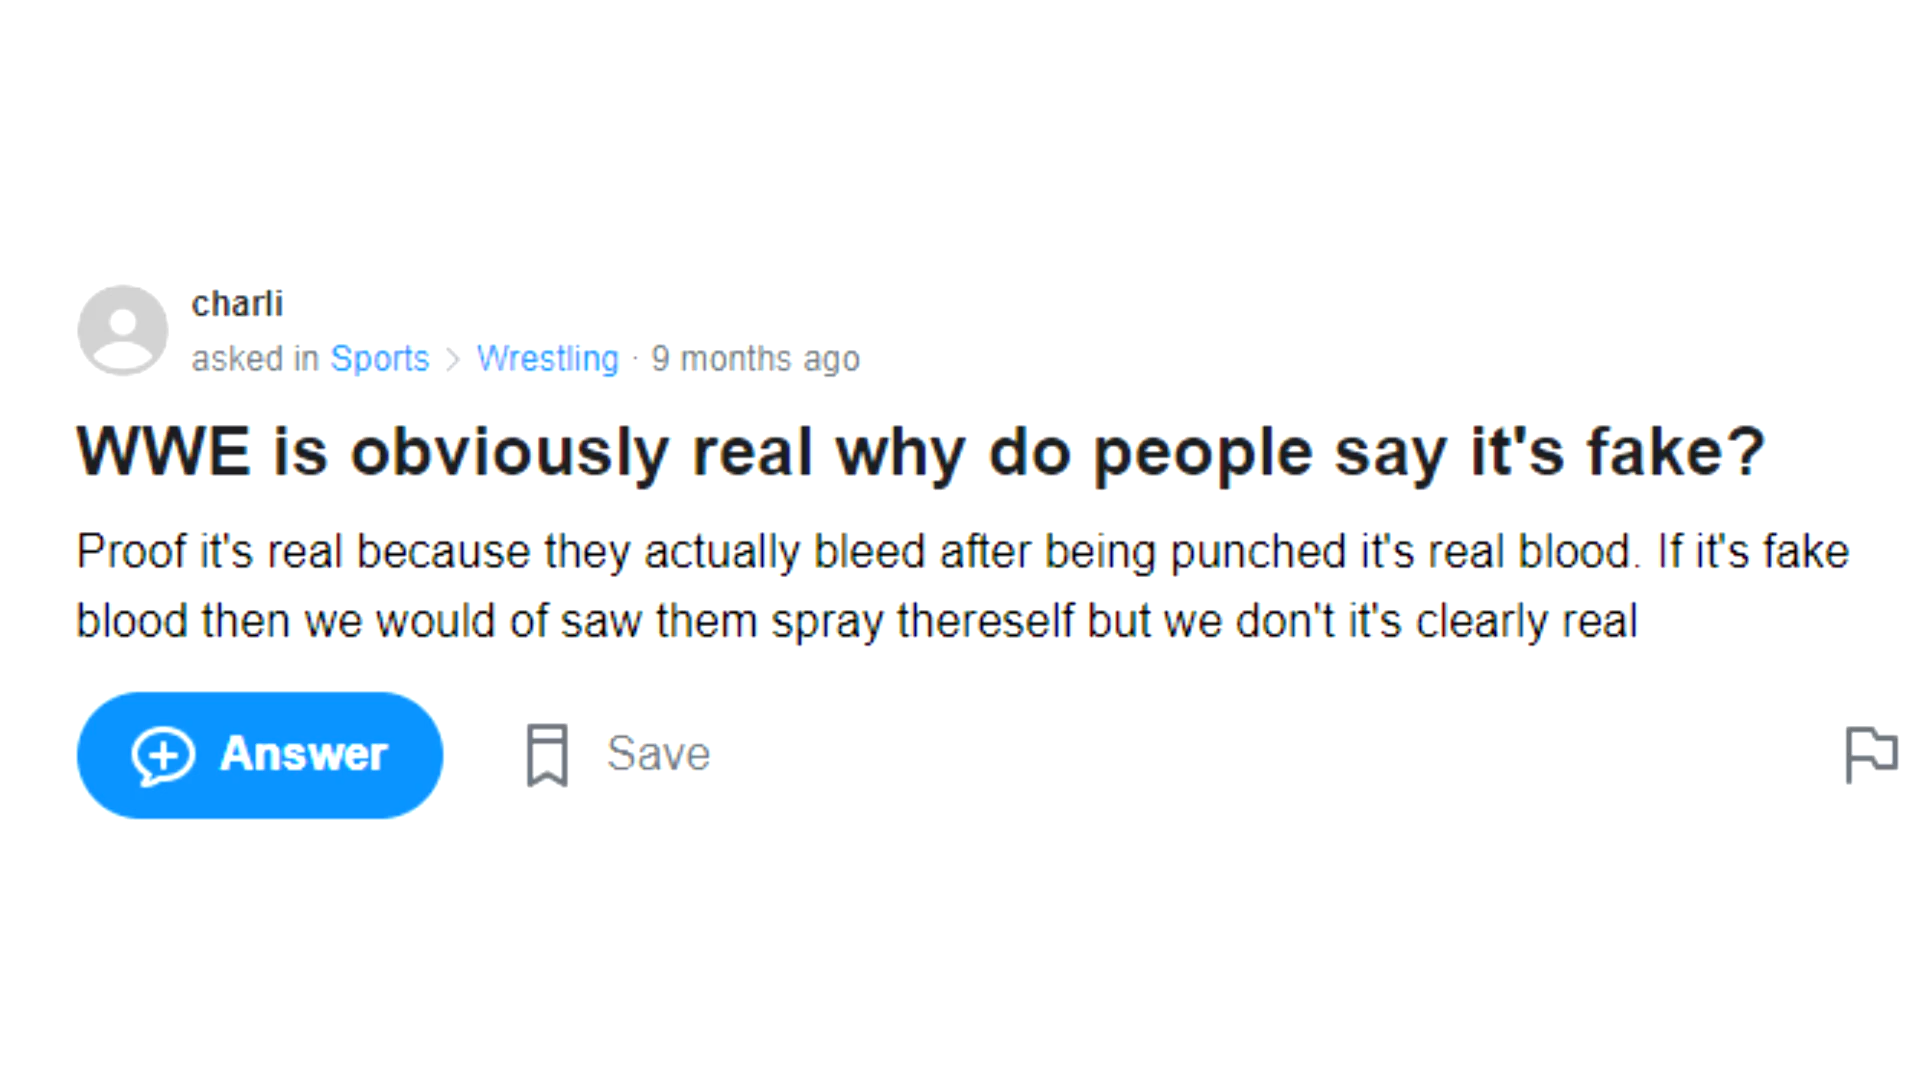 charli
asked in Sports > Wrestling · 9 months ago
WWE is obviously real why do people say it's fake?
Proof it's real because they actually bleed after being punched it's real blood. If it's fake
blood then we would of saw them spray thereself but we don't it's clearly real
Answer Save